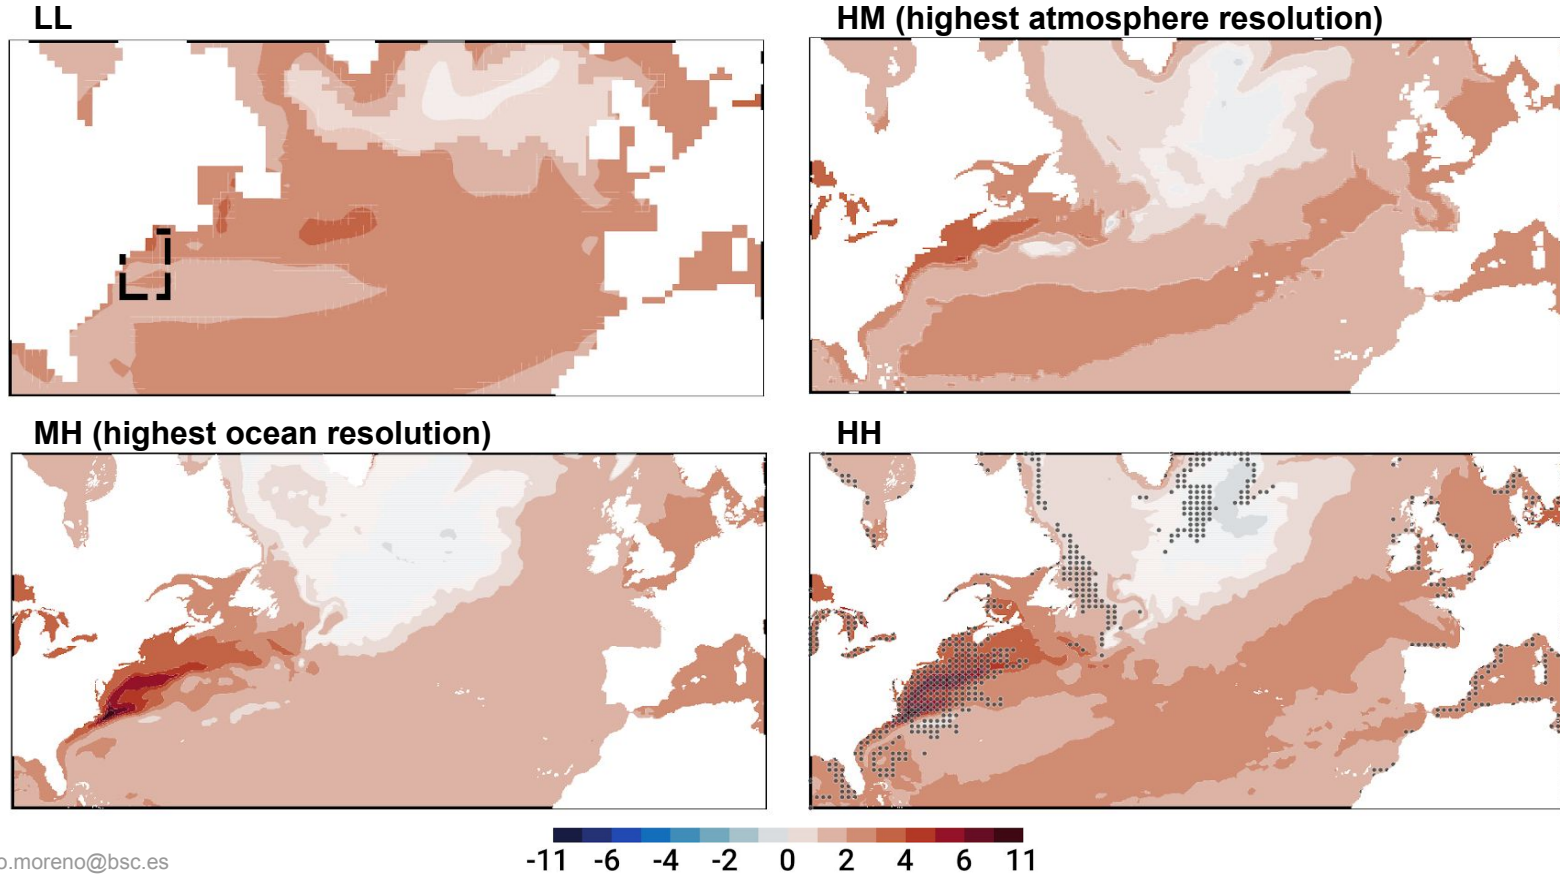 LL
HM (highest atmosphere resolution)
MH (highest ocean resolution)
HH
-11 -6 -4 -2 0 2 4 6 11
o.moreno@bsc.es